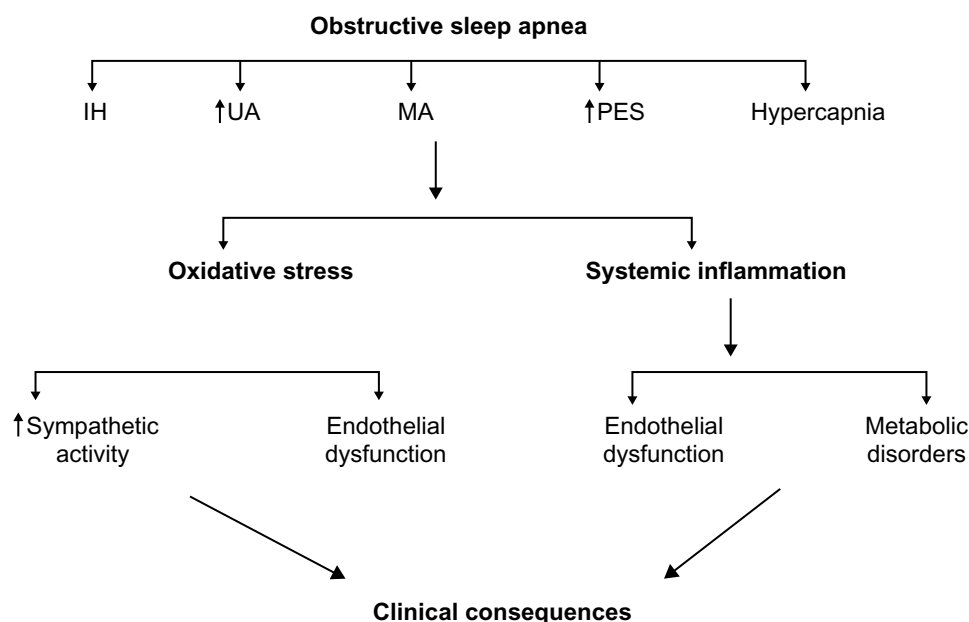 Obstructive sleep apnea
IH ↑UA MA ↑PES Hypercapnia
Oxidative stress Systemic inflammation
↑Sympathetic activity
Endothelial dysfunction
Endothelial dysfunction
Metabolic disorders
Clinical consequences